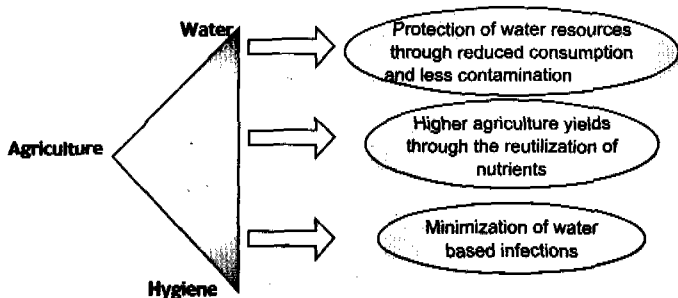 Water
Protection of water resources
through reduced consumption
and less contamination
Agriculture
Higher agriculture yields
through the reutilization of
nutrients
Minimization of water
based infections
Hygiene